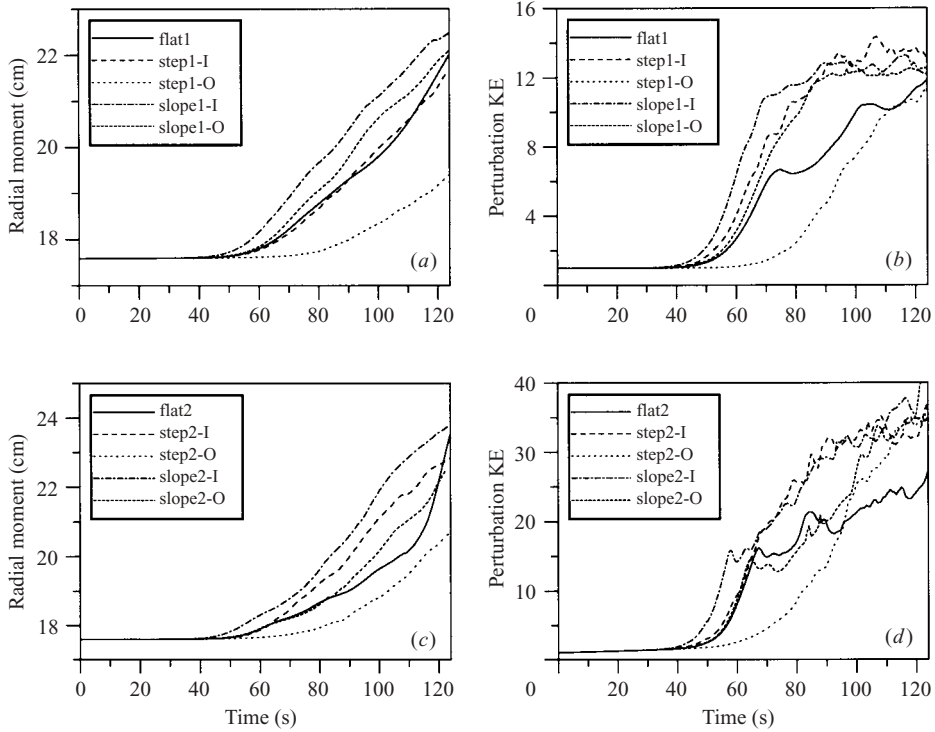 Radial moment (cm)
22
20
18
flat1
step1-I
step1-O
slope1-I
slope1-O
(a)
0 20 40 60 80 100 120
Perturbation KE
16
12
8
4
0
flat1
step1-I
step1-O
slope1-I
slope1-O
(b)
20 40 60 80 100 120
Radial moment (cm)
24
22
20
18
flat2
step2-I
step2-O
slope2-I
slope2-O
(c)
0 20 40 60 80 100 120
Time (s)
Perturbation KE
40
30
20
10
0
flat2
step2-I
step2-O
slope2-I
slope2-O
(d)
20 40 60 80 100 120
Time (s)